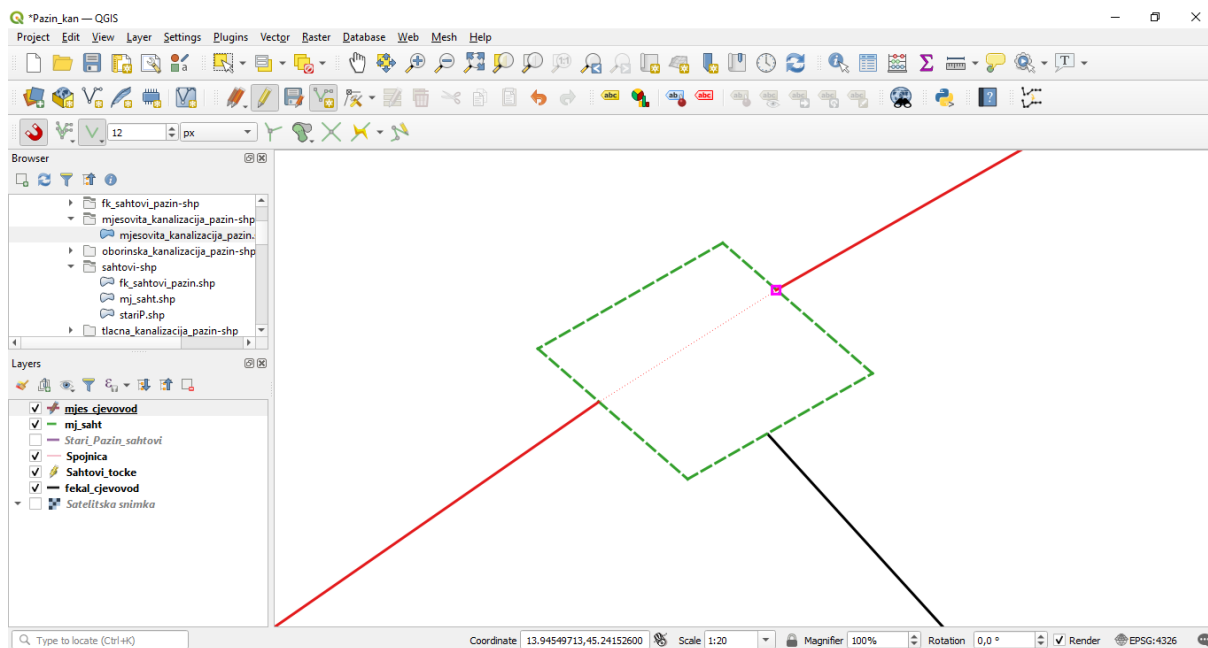 *Pazin_kan — QGIS
Project Edit View Layer Settings Plugins Vector Raster Database Web Mesh Help
12 px
Browser
fk_sahtovi_pazin-shp
mjesovita_kanalizacija_pazin-shp
mjesovita_kanalizacija_pazin.
oborinska_kanalizacija_pazin-shp
sahtovi-shp
fk_sahtovi_pazin.shp
mj_saht.shp
stariP.shp
tlacna_kanalizacija_pazin-shp
Layers
mjes_cjevovod
mj_saht
Stari_Pazin_sahtovi
Spojnica
Sahtovi_tocke
fekal_cjevovod
Satelitska snimka
Type to locate (Ctrl+K) Coordinate 13.94549713,45.24152600 Scale 1:20 Magnifier 100% Rotation 0,0 ° Render EPSG:4326